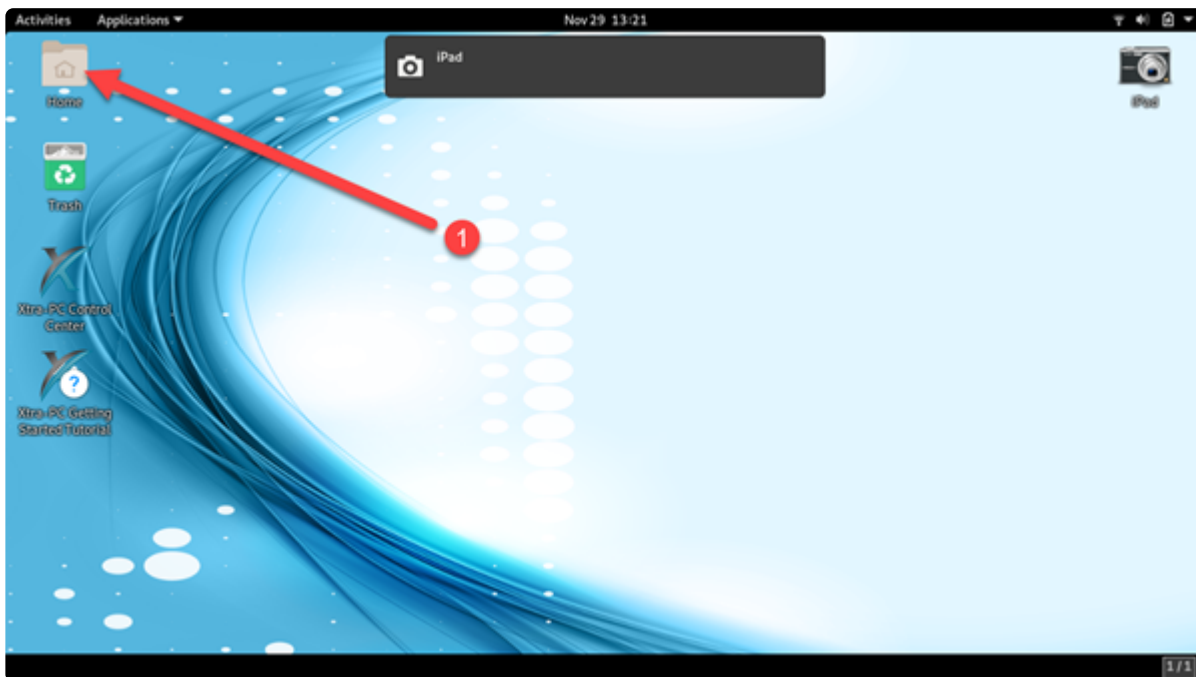 Activities Applications Nov 29 13:21
iPad
Home
iPad
1
Trash
Xtra-PC Control
Center
?
Xtra-PC Getting
Started Tutorial
1/1